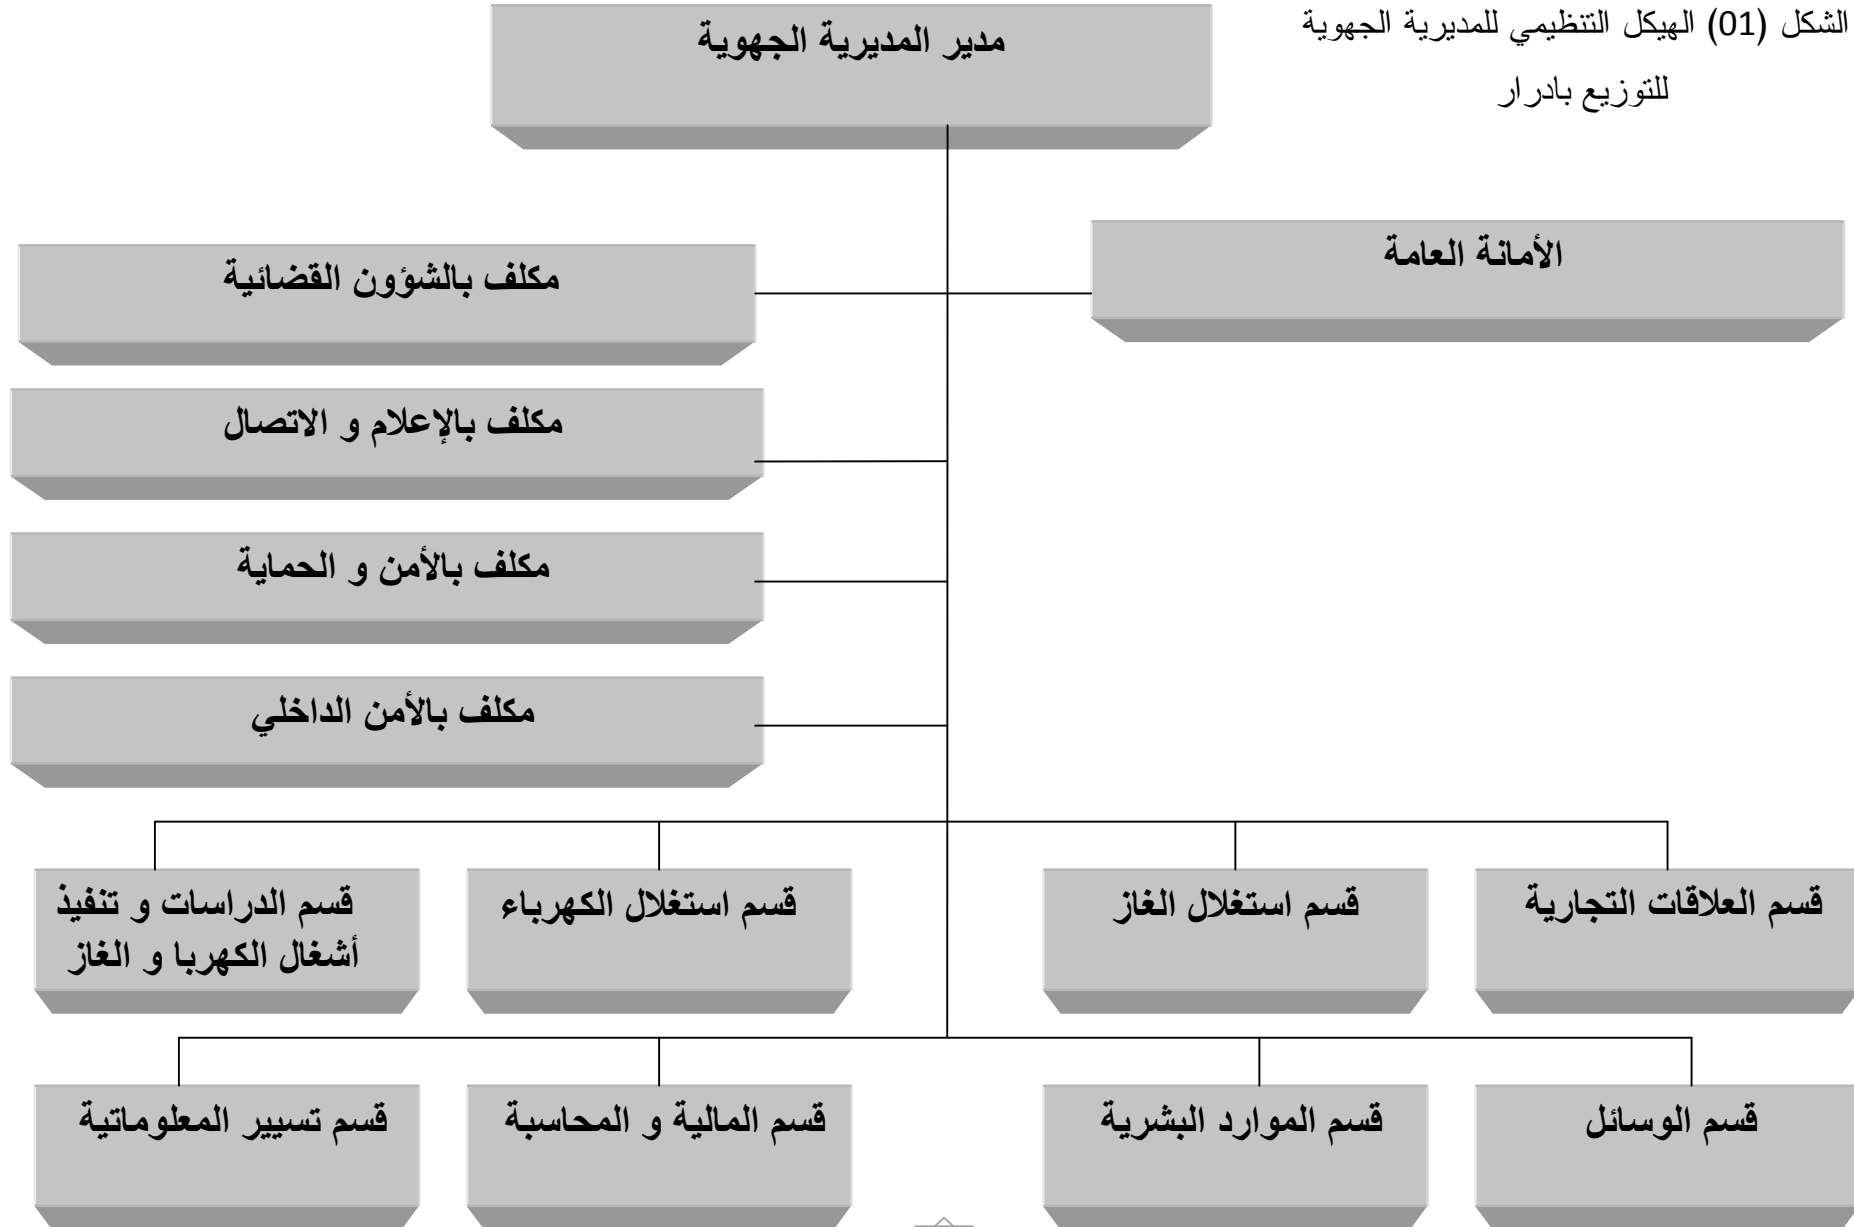 الشكل (01) الهيكل التنظيمي للمديرية الجهوية
للتوزيع بادرار
مدير المديرية الجهوية
الأمانة العامة
مكلف بالشؤون القضائية
مكلف بالإعلام و الاتصال
مكلف بالأمن و الحماية
مكلف بالأمن الداخلي
قسم العلاقات التجارية
قسم استغلال الغاز
قسم استغلال الكهرباء
قسم الدراسات و تنفيذ
أشغال الكهربا و الغاز
قسم الوسائل
قسم الموارد البشرية
قسم المالية و المحاسبة
قسم تسيير المعلوماتية